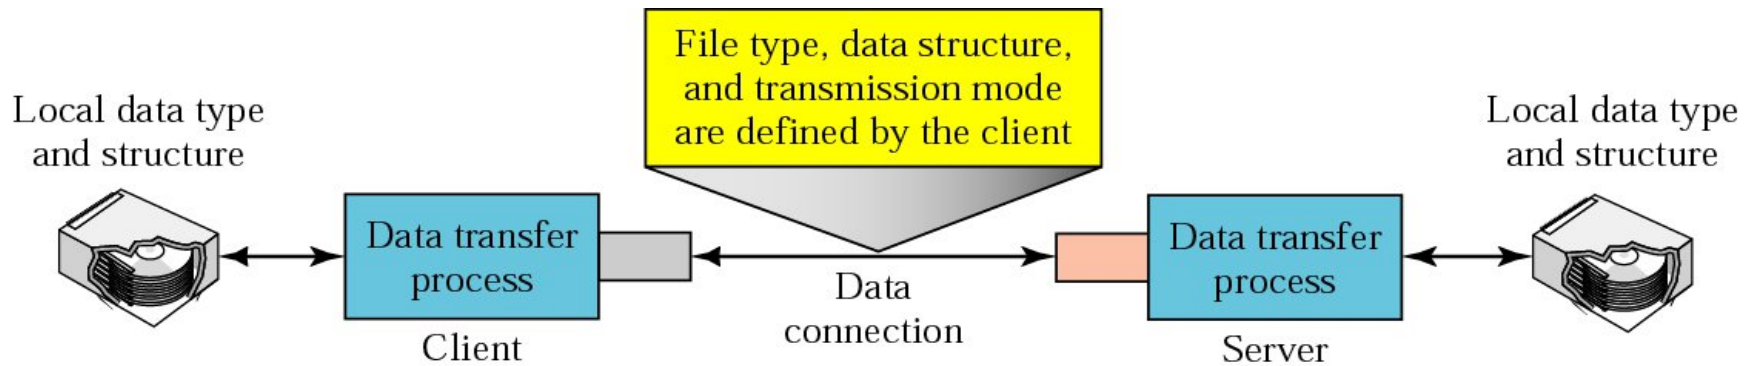 File type, data structure,
and transmission mode
are defined by the client
Local data type
and structure
Local data type
and structure
Data transfer
process
Client
Data
connection
Data transfer
process
Server